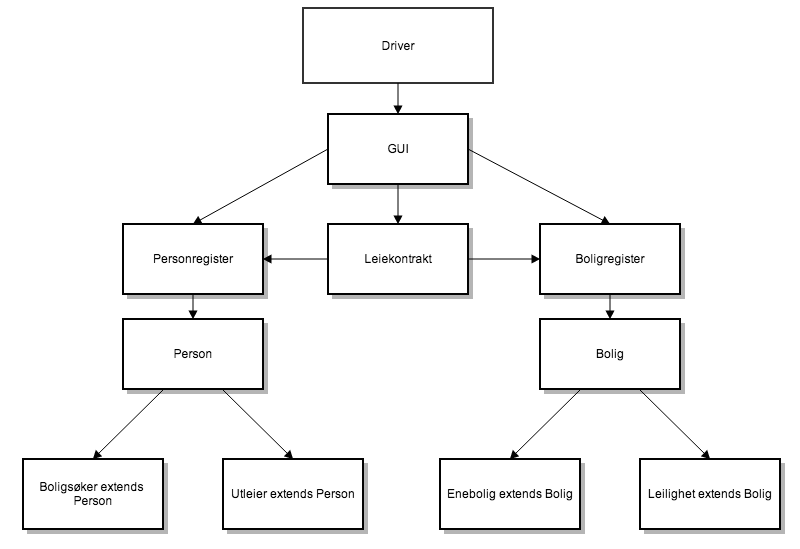 Driver
GUI
Personregister
Leiekontrakt
Boligregister
Person
Bolig
Boligsøker extends
Person
Utleier extends Person
Enebolig extends Bolig
Leilighet extends Bolig